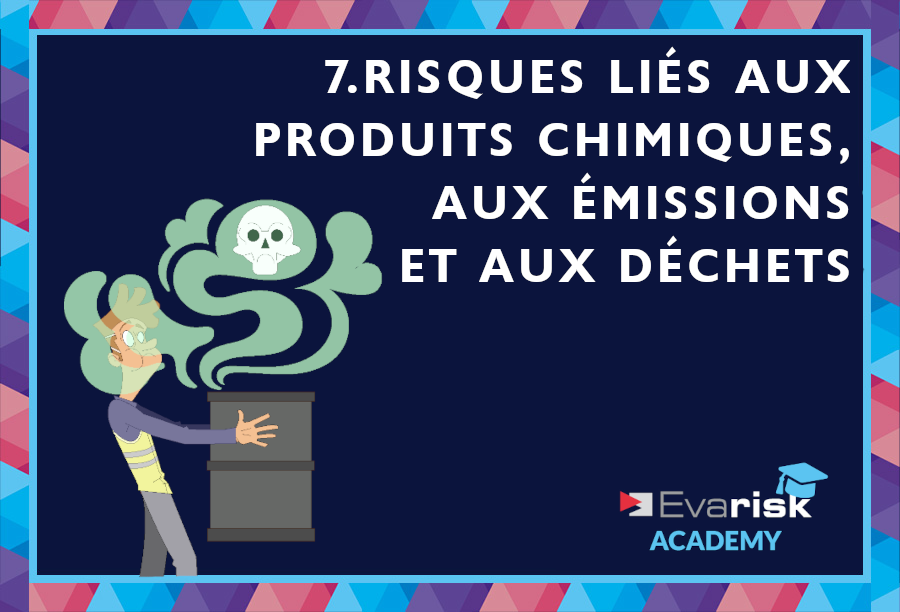 7.RISQUES LIÉS AUX
PRODUITS CHIMIQUES,
AUX ÉMISSIONS
ET AUX DÉCHETS
Evarisk
ACADEMY